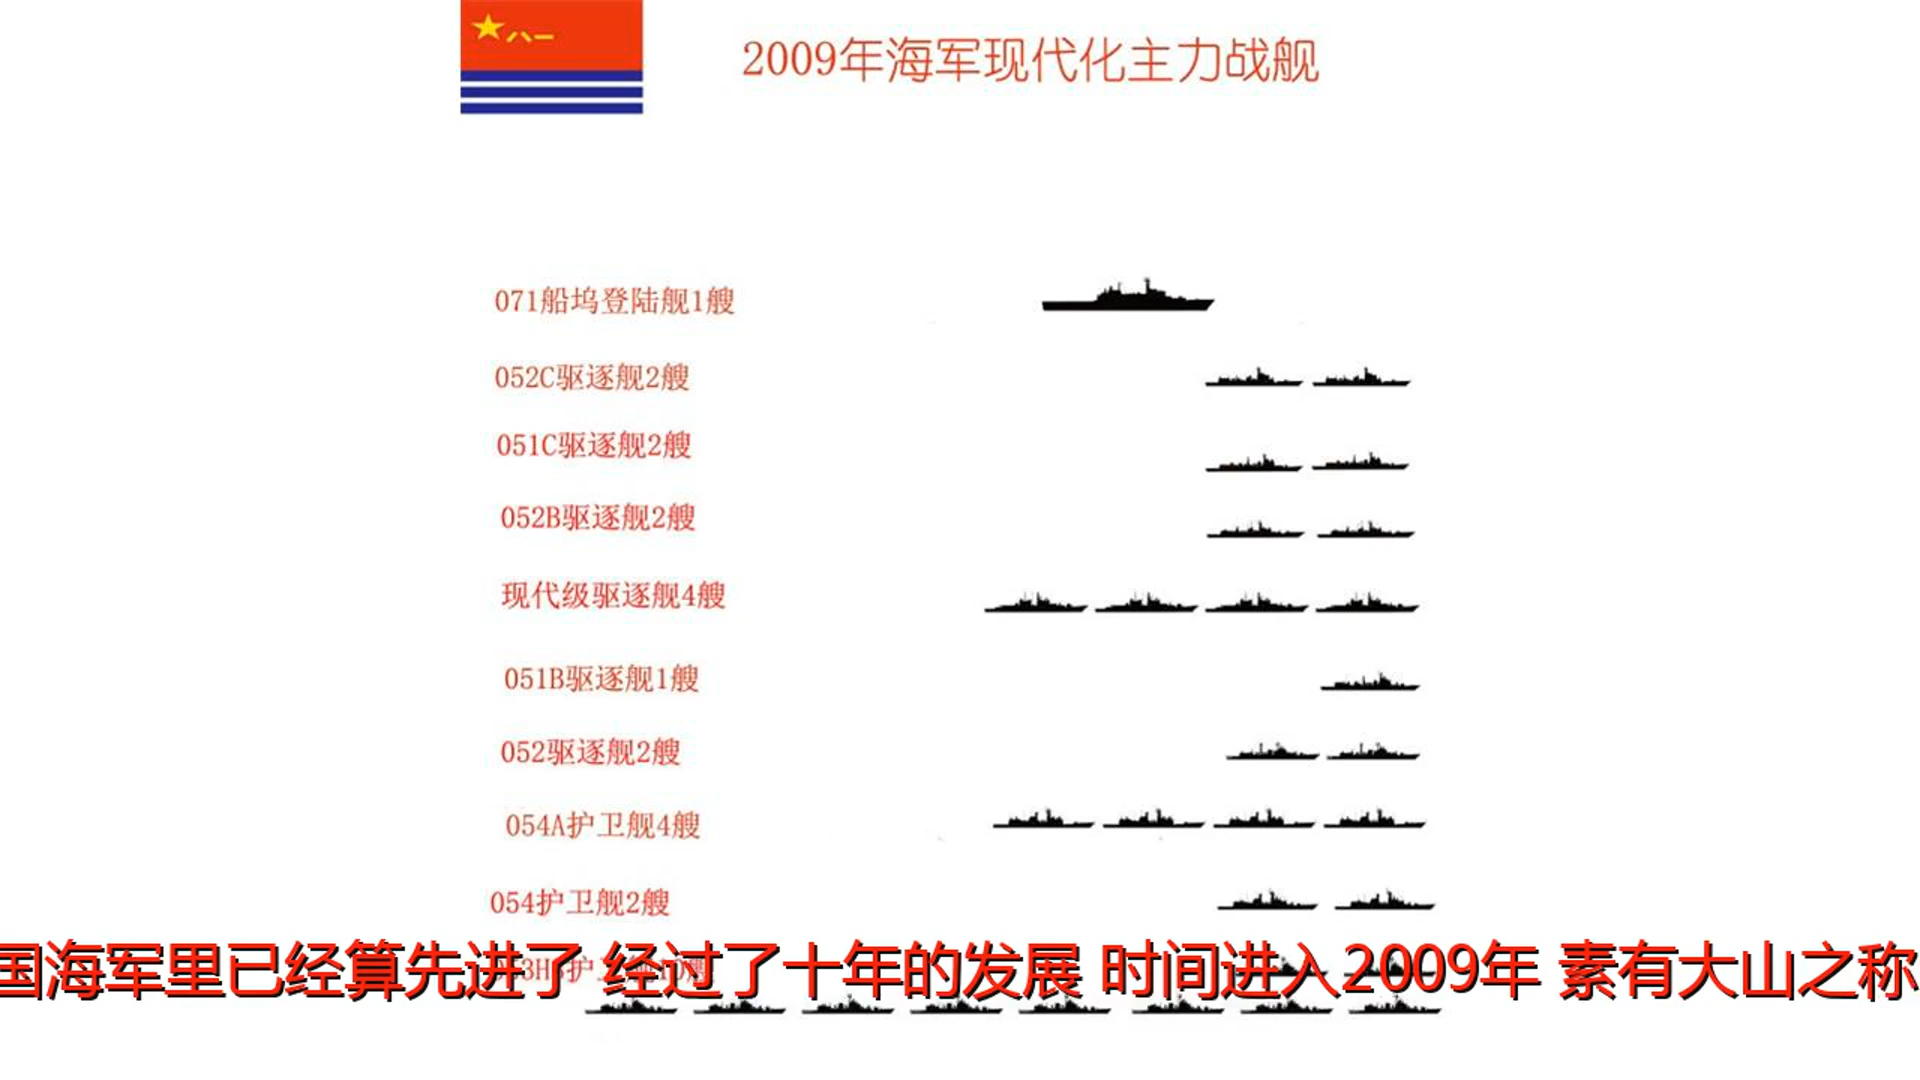 八一
2009年海军现代化主力战舰
071船坞登陆舰1艘
052C驱逐舰2艘
051C驱逐舰2艘
052B驱逐舰2艘
现代级驱逐舰4艘
051B驱逐舰1艘
052驱逐舰2艘
054A护卫舰4艘
054护卫舰2艘
国海军里已经算先进了 经过了十年的发展 时间进入2009年 素有大山之称